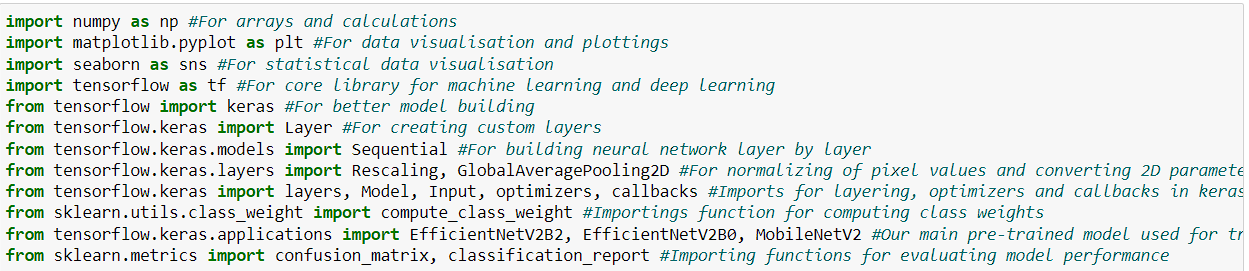 import numpy as np #For arrays and calculations
import matplotlib.pyplot as plt #For data visualisation and plottings
import seaborn as sns #For statistical data visualisation
import tensorflow as tf #For core library for machine learning and deep learning
from tensorflow import keras #For better model building
from tensorflow.keras import Layer #For creating custom layers
from tensorflow.keras.models import Sequential #For building neural network layer by layer
from tensorflow.keras.layers import Rescaling, GlobalAveragePooling2D #For normalizing of pixel values and converting 2D paramete
from tensorflow.keras import layers, Model, Input, optimizers, callbacks #Imports for layering, optimizers and callbacks in keras
from sklearn.utils.class_weight import compute_class_weight #Importings function for computing class weights
from tensorflow.keras.applications import EfficientNetV2B2, EfficientNetV2B0, MobileNetV2 #Our main pre-trained model used for tr
from sklearn.metrics import confusion_matrix, classification_report #Importing functions for evaluating model performance